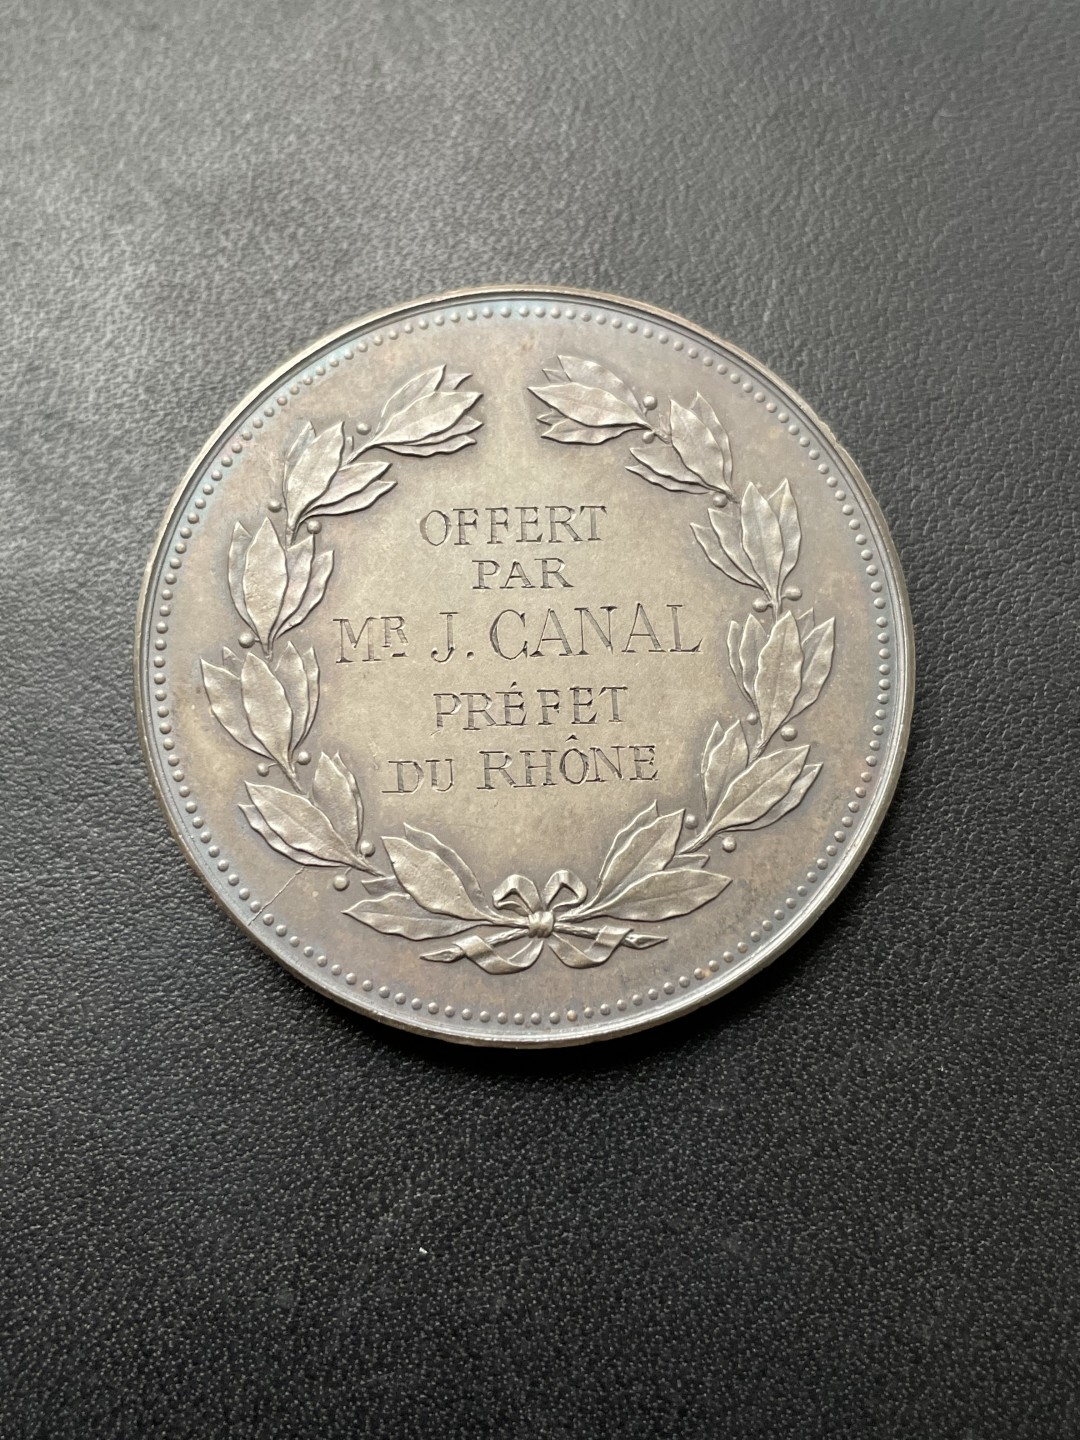 OFFERT
PAR
MR J. CANAL
PRÉFET
DU RHÔNE